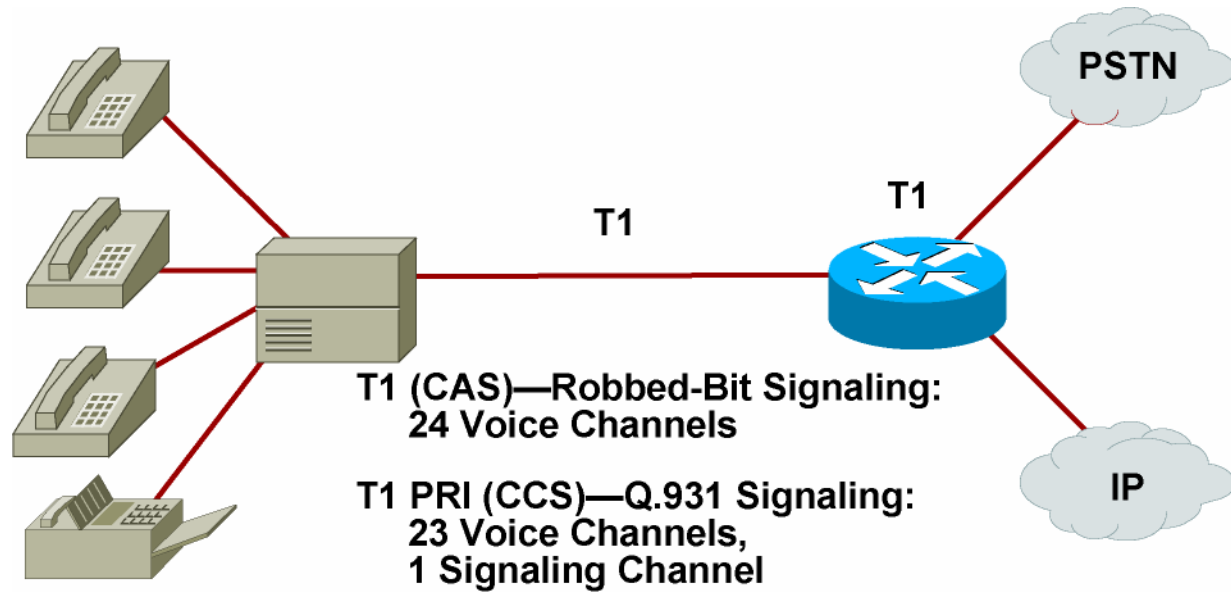 PSTN
T1
T1
T1 (CAS)—Robbed-Bit Signaling:
24 Voice Channels
T1 PRI (CCS)—Q.931 Signaling:
23 Voice Channels,
1 Signaling Channel
IP